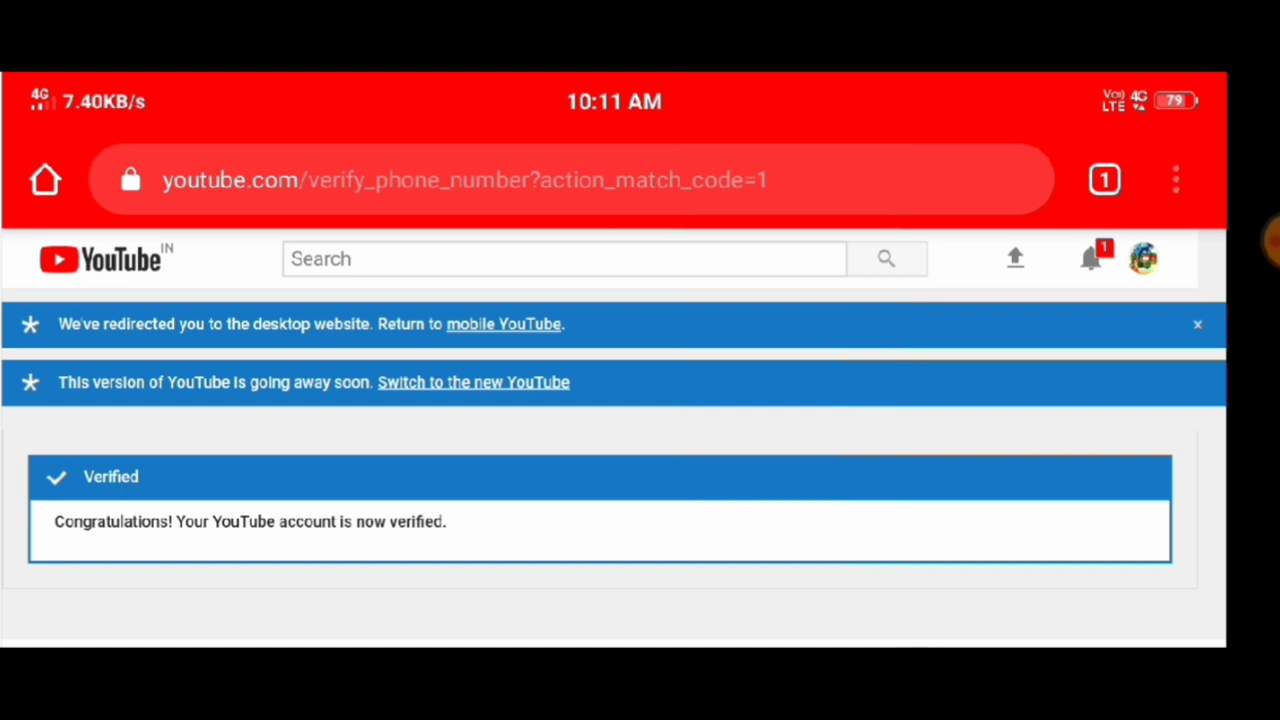 4G 7.40KB/s 10:11 AM Vo) LTE 4G 79
youtube.com/verify_phone_number?action_match_code=1 1
YouTube IN Search 1
We've redirected you to the desktop website. Return to mobile YouTube. ×
This version of YouTube is going away soon. Switch to the new YouTube
Verified
Congratulations! Your YouTube account is now verified.